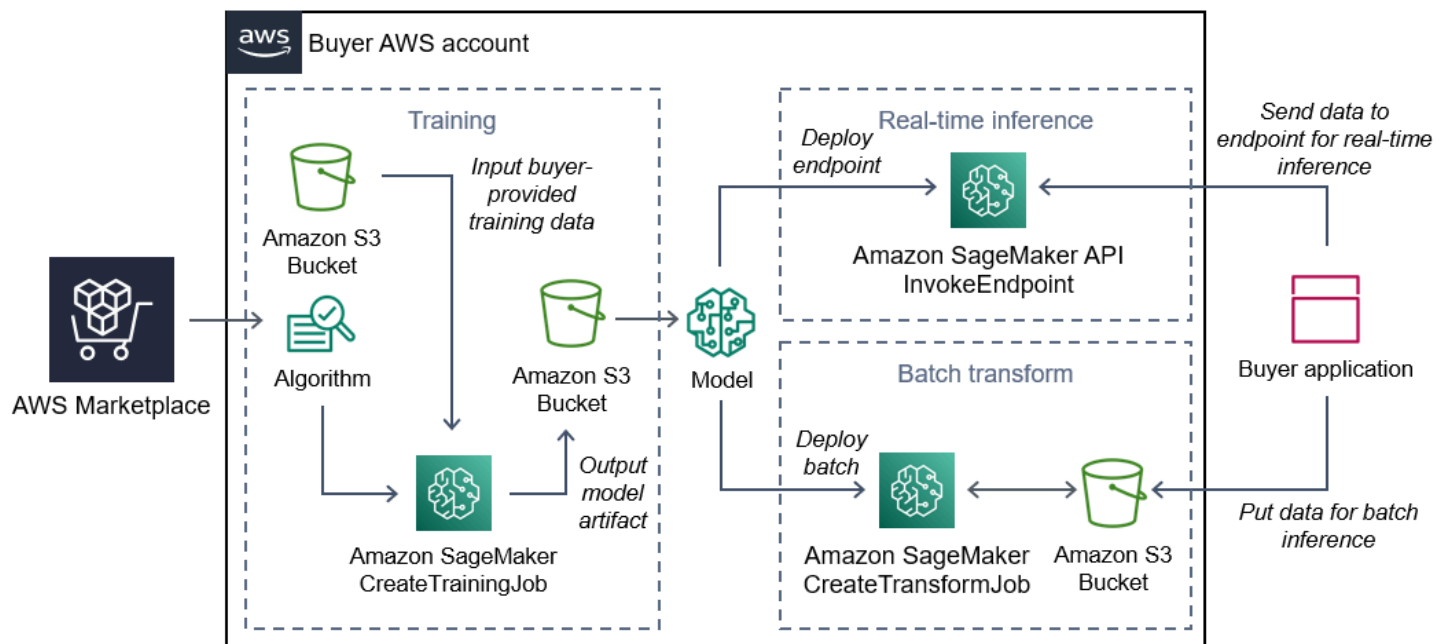 aws
Buyer AWS account
Training
Input buyer-
provided
training data
Amazon S3
Bucket
Algorithm
AWS Marketplace
Amazon S3
Bucket
Output
model
artifact
Amazon SageMaker
CreateTrainingJob
Model
Real-time inference
Deploy
endpoint
Amazon SageMaker API
InvokeEndpoint
Batch transform
Deploy
batch
Amazon SageMaker
CreateTransformJob
Amazon S3
Bucket
Send data to
endpoint for real-time
inference
Buyer application
Put data for batch
inference